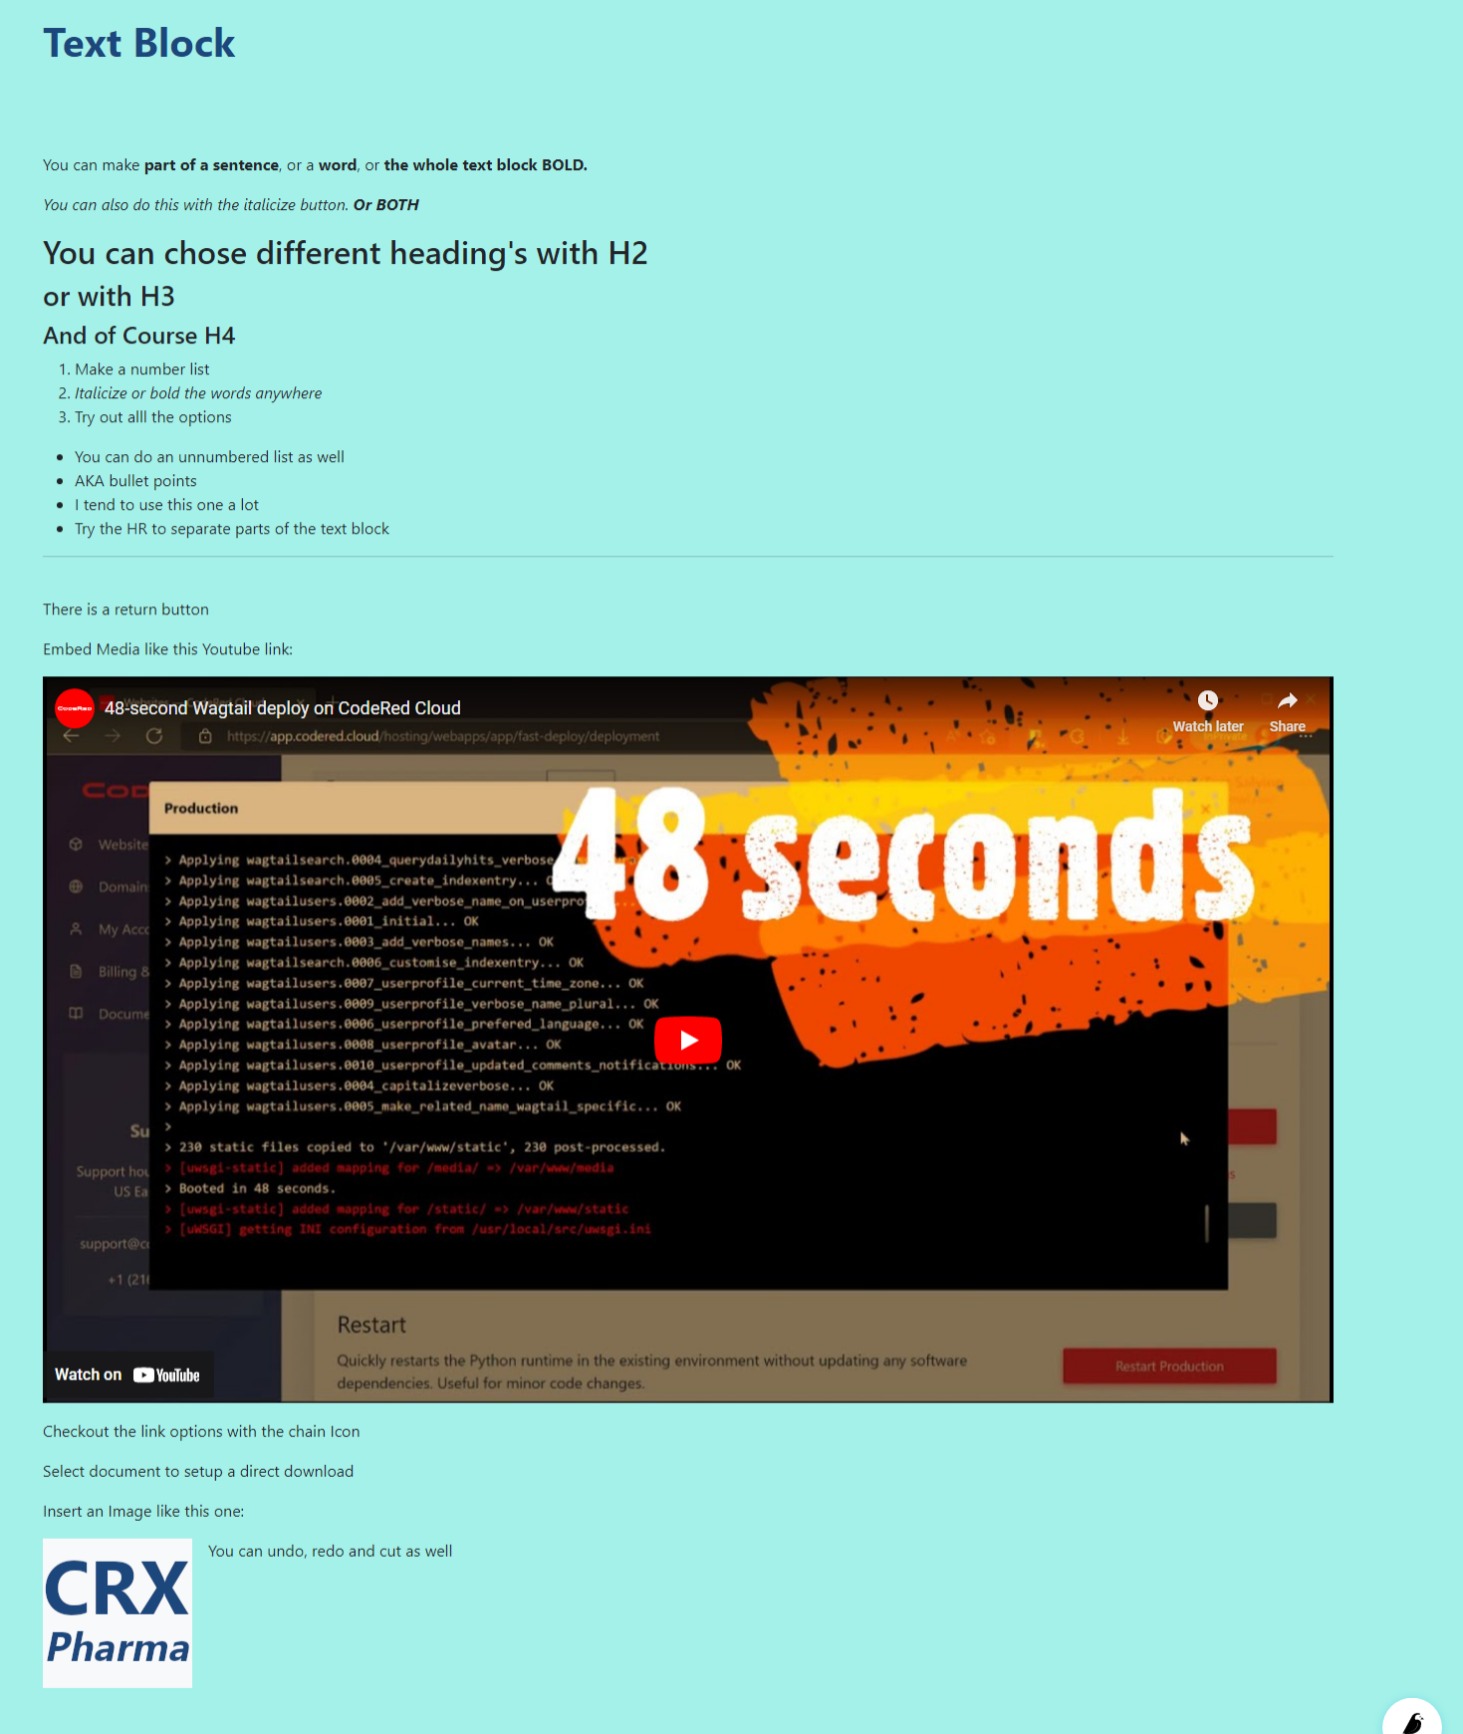 Text Block
You can make part of a sentence, or a word, or the whole text block BOLD.
You can also do this with the italicize button. Or BOTH
You can chose different heading's with H2
or with H3
And of Course H4
1. Make a number list
2. Italicize or bold the words anywhere
3. Try out alll the options
• You can do an unnumbered list as well
• AKA bullet points
• I tend to use this one a lot
• Try the HR to separate parts of the text block
There is a return button
Embed Media like this Youtube link:
CodeRed
48-second Wagtail deploy on CodeRed Cloud
Watch later
Share
https://app.codered.cloud/hosting/webapps/app/fast-deploy/deployment
COD
Production
48 seconds
Website
Domain
My Acco
Billing &
Docume
> Applying wagtailsearch.0004_querydailyhits_verbose
> Applying wagtailsearch.0005_create_indexentry...
> Applying wagtailusers.0002_add_verbose_name_on_userpro
> Applying wagtailusers.0001_initial... OK
> Applying wagtailusers.0003_add_verbose_names... OK
> Applying wagtailsearch.0006_customise_indexentry... OK
> Applying wagtailusers.0007_userprofile_current_time_zone... OK
> Applying wagtailusers.0009_userprofile_verbose_name_plural... OK
> Applying wagtailusers.0006_userprofile_prefered_language... OK
> Applying wagtailusers.0008_userprofile_avatar... OK
> Applying wagtailusers.0010_userprofile_updated_comments_notifications... OK
> Applying wagtailusers.0004_capitalizeverbose... OK
> Applying wagtailusers.0005_make_related_name_wagtail_specific... OK
>
> 230 static files copied to '/var/www/static', 230 post-processed.
> [uwsgi-static] added mapping for /media/ => /var/www/media
> Booted in 48 seconds.
> [uwsgi-static] added mapping for /static/ => /var/www/static
> [uWSGI] getting INI configuration from /usr/local/src/uwsgi.ini
Su
Support hou
US Ea
support@co
+1 (216
Restart
Quickly restarts the Python runtime in the existing environment without updating any software
dependencies. Useful for minor code changes.
Restart Production
Watch on YouTube
Checkout the link options with the chain Icon
Select document to setup a direct download
Insert an Image like this one:
You can undo, redo and cut as well
CRX
Pharma